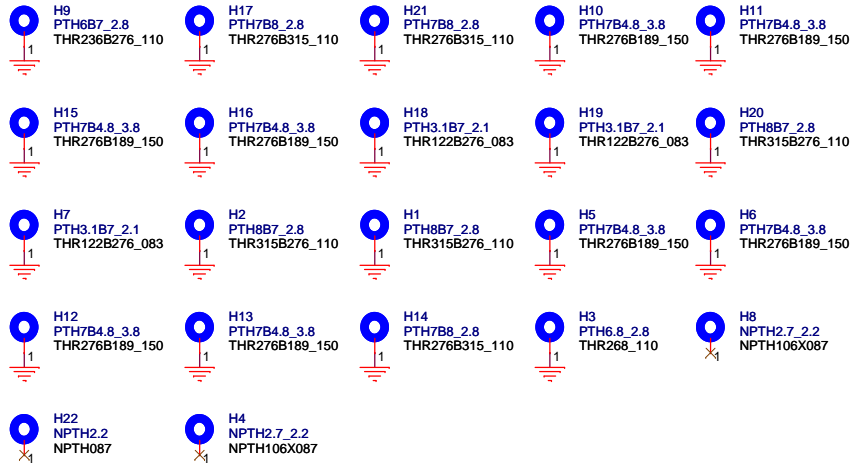 H9
PTH6B7_2.8
THR236B276_110
1
H17
PTH7B8_2.8
THR276B315_110
1
H21
PTH7B8_2.8
THR276B315_110
1
H10
PTH7B4.8_3.8
THR276B189_150
1
H11
PTH7B4.8_3.8
THR276B189_150
1
H15
PTH7B4.8_3.8
THR276B189_150
1
H16
PTH7B4.8_3.8
THR276B189_150
1
H18
PTH3.1B7_2.1
THR122B276_083
1
H19
PTH3.1B7_2.1
THR122B276_083
1
H20
PTH8B7_2.8
THR315B276_110
1
H7
PTH3.1B7_2.1
THR122B276_083
1
H2
PTH8B7_2.8
THR315B276_110
1
H1
PTH8B7_2.8
THR315B276_110
1
H5
PTH7B4.8_3.8
THR276B189_150
1
H6
PTH7B4.8_3.8
THR276B189_150
1
H12
PTH7B4.8_3.8
THR276B189_150
1
H13
PTH7B4.8_3.8
THR276B189_150
1
H14
PTH7B8_2.8
THR276B315_110
1
H3
PTH6.8_2.8
THR268_110
1
H8
NPTH2.7_2.2
NPTH106X087
1
H22
NPTH2.2
NPTH087
1
H4
NPTH2.7_2.2
NPTH106X087
1